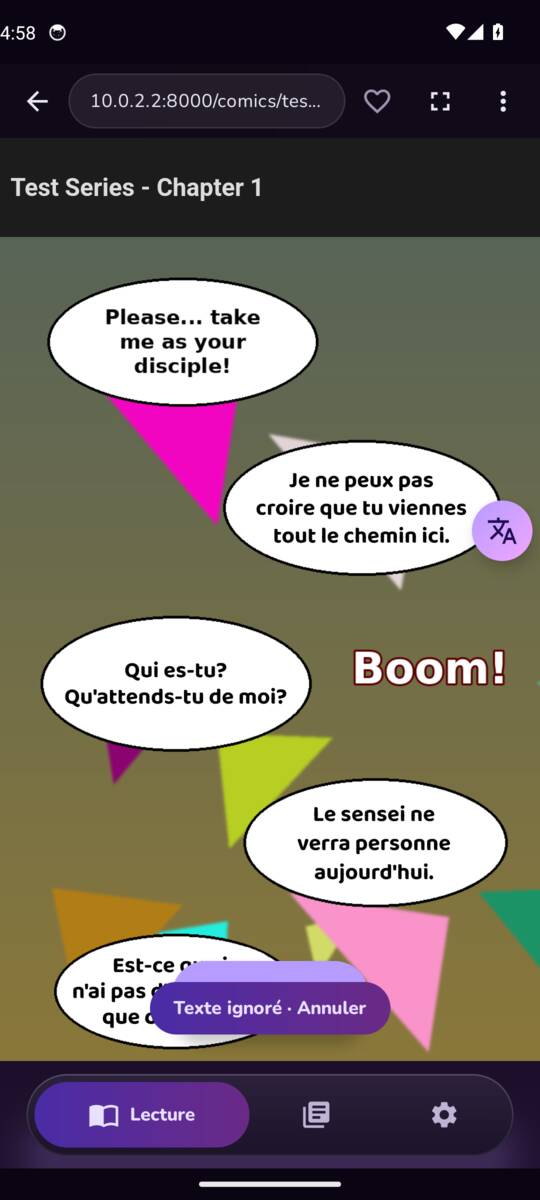 4:58
10.0.2.2:8000/comics/tes...
Test Series - Chapter 1
Please... take
me as your
disciple!
Je ne peux pas
croire que tu viennes
tout le chemin ici.
Qui es-tu?
Qu'attends-tu de moi?
Boom!
Le sensei ne
verra personne
aujourd'hui.
Est-ce
n'ai pas
que
Texte ignoré · Annuler
Lecture